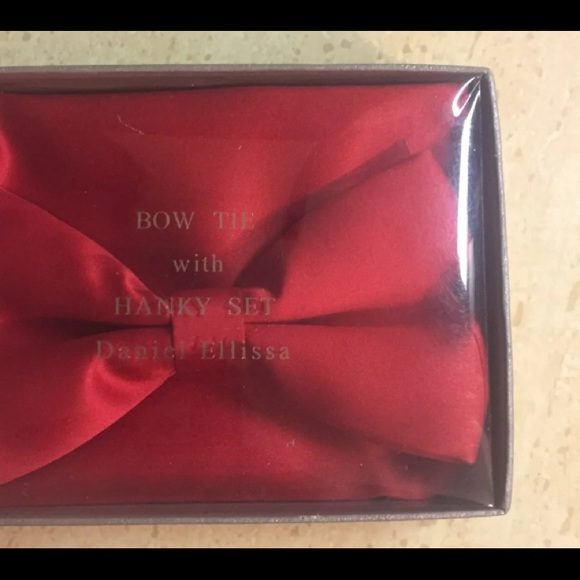 BOW TIE
with
HANKY SET
Daniel Ellissa